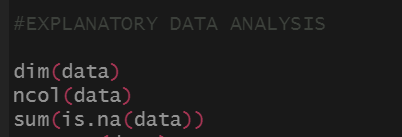 #EXPLANATORY DATA ANALYSIS
dim(data)
ncol(data)
sum(is.na(data))